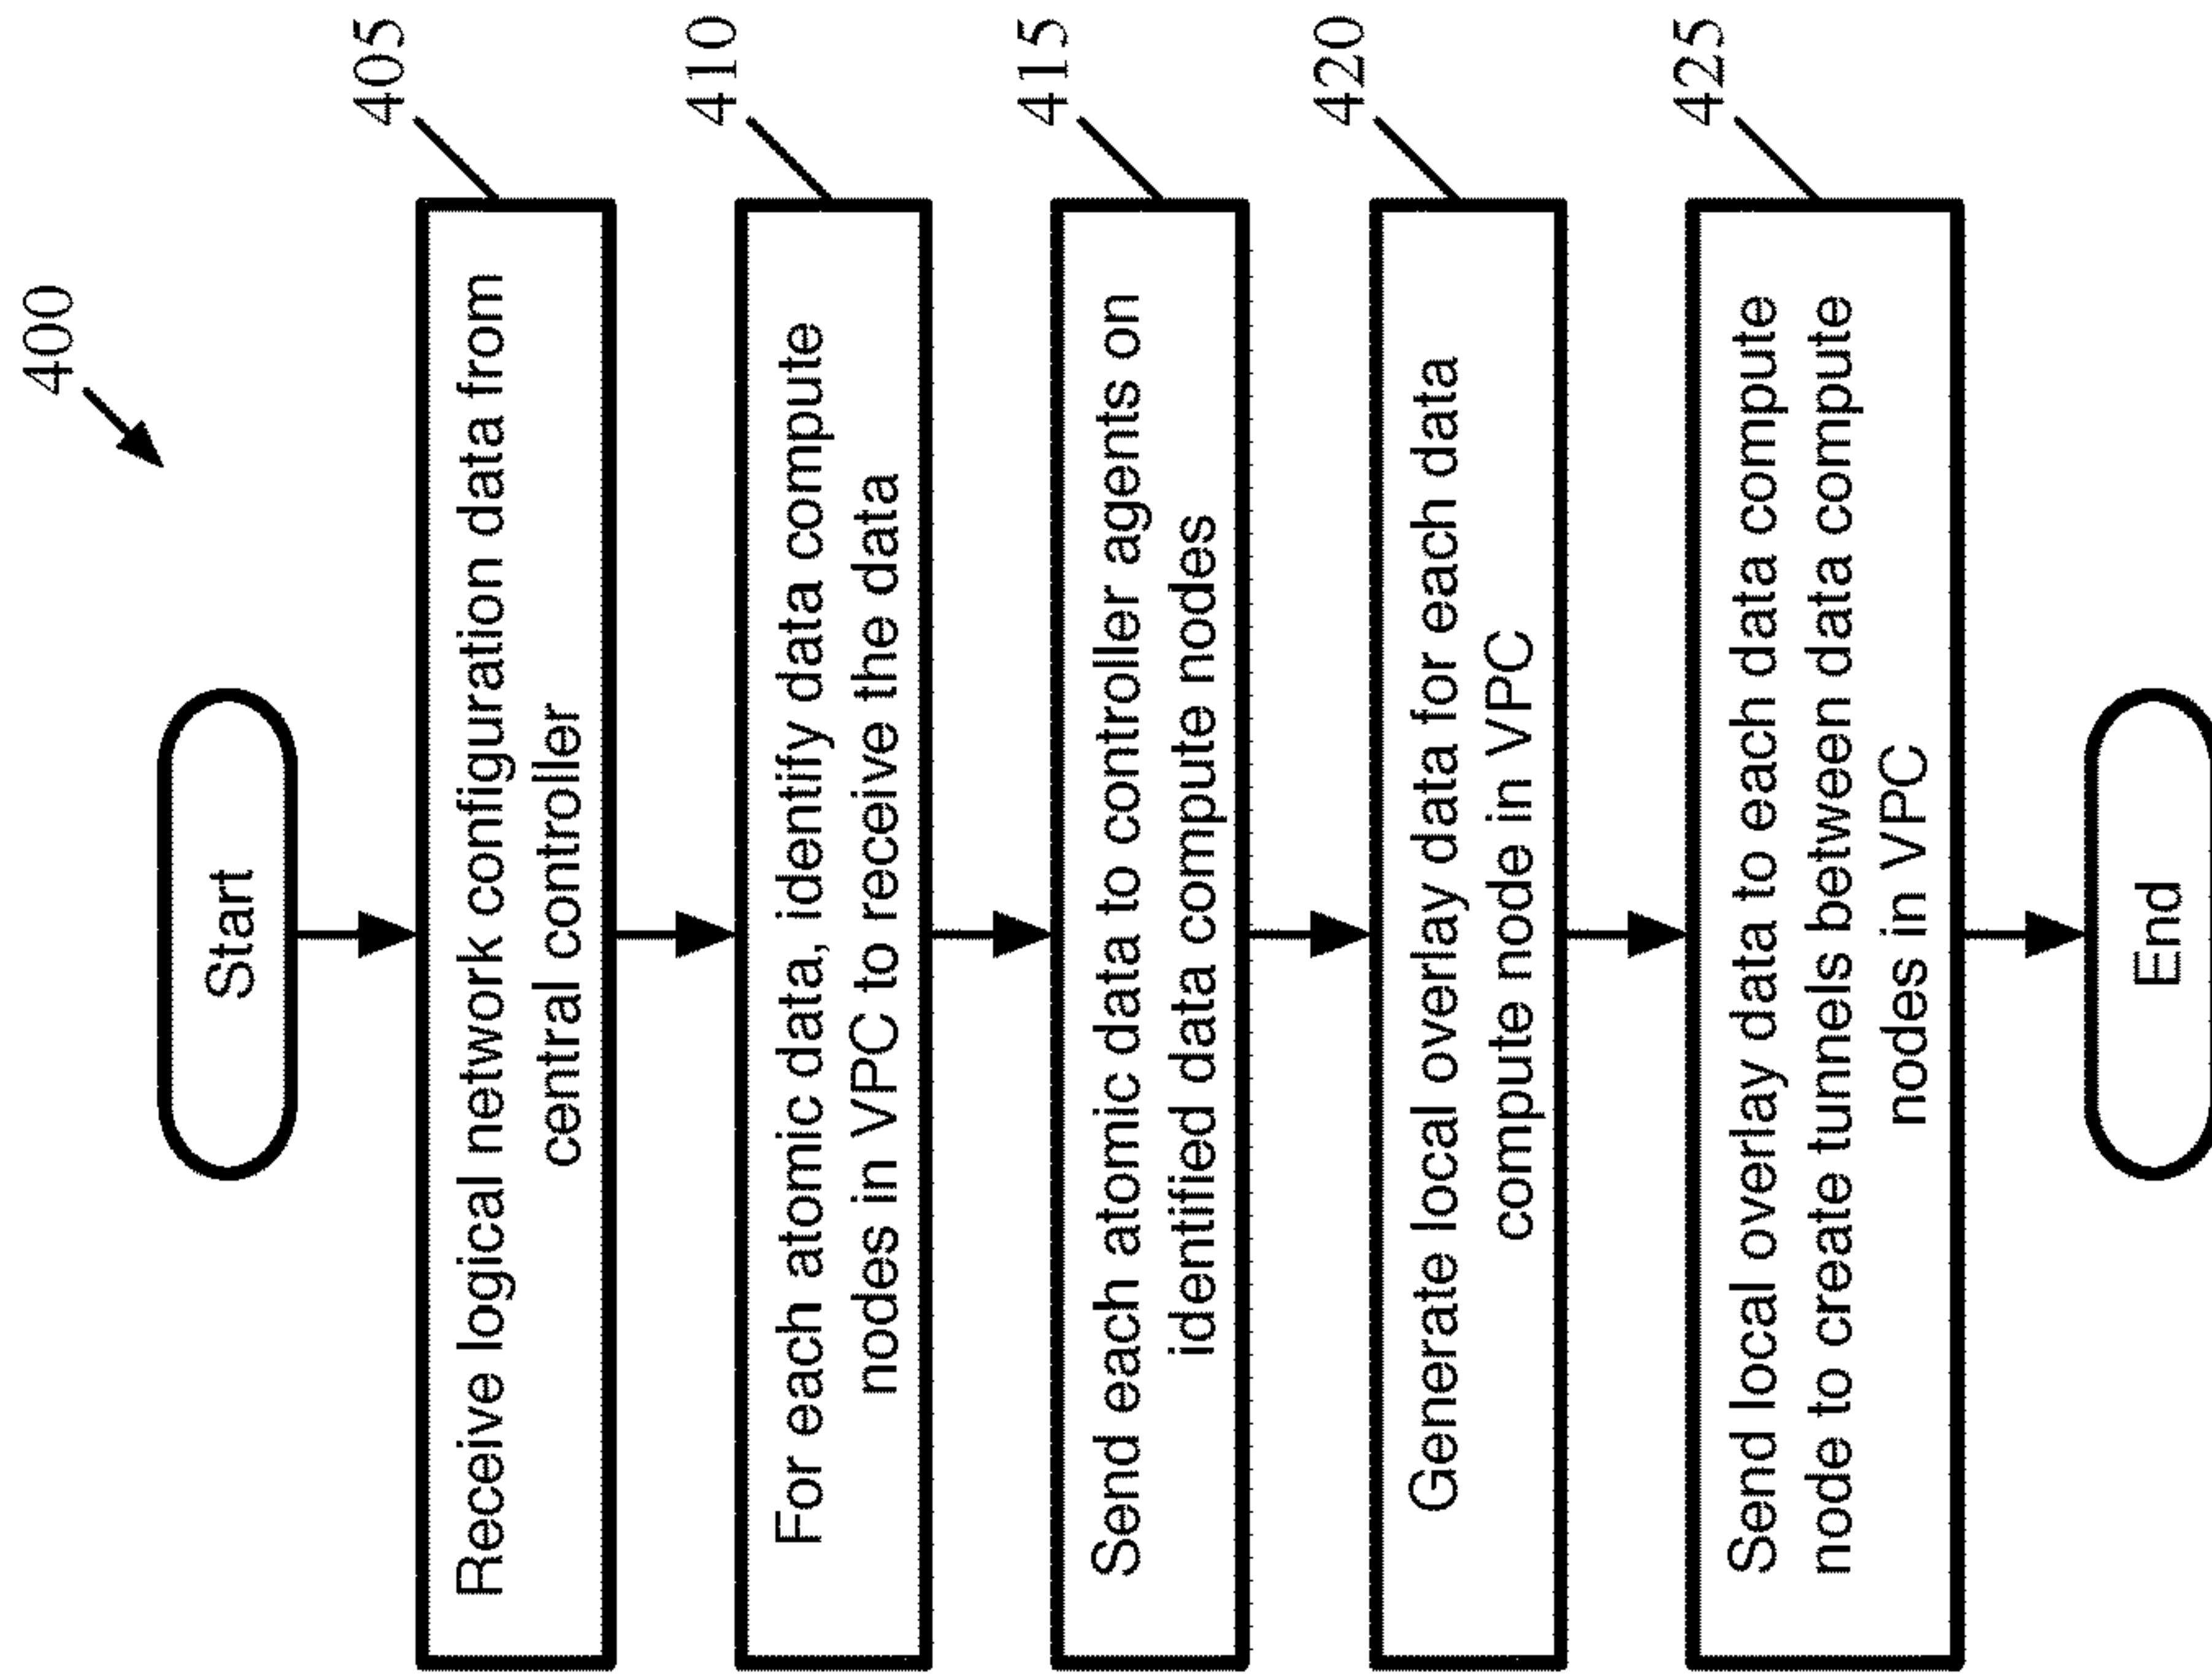 400
Start
Receive logical network configuration data from
central controller
405
For each atomic data, identify data compute
nodes in VPC to receive the data
410
Send each atomic data to controller agents on
identified data compute nodes
415
Generate local overlay data for each data
compute node in VPC
420
Send local overlay data to each data compute
node to create tunnels between data compute
nodes in VPC
425
End